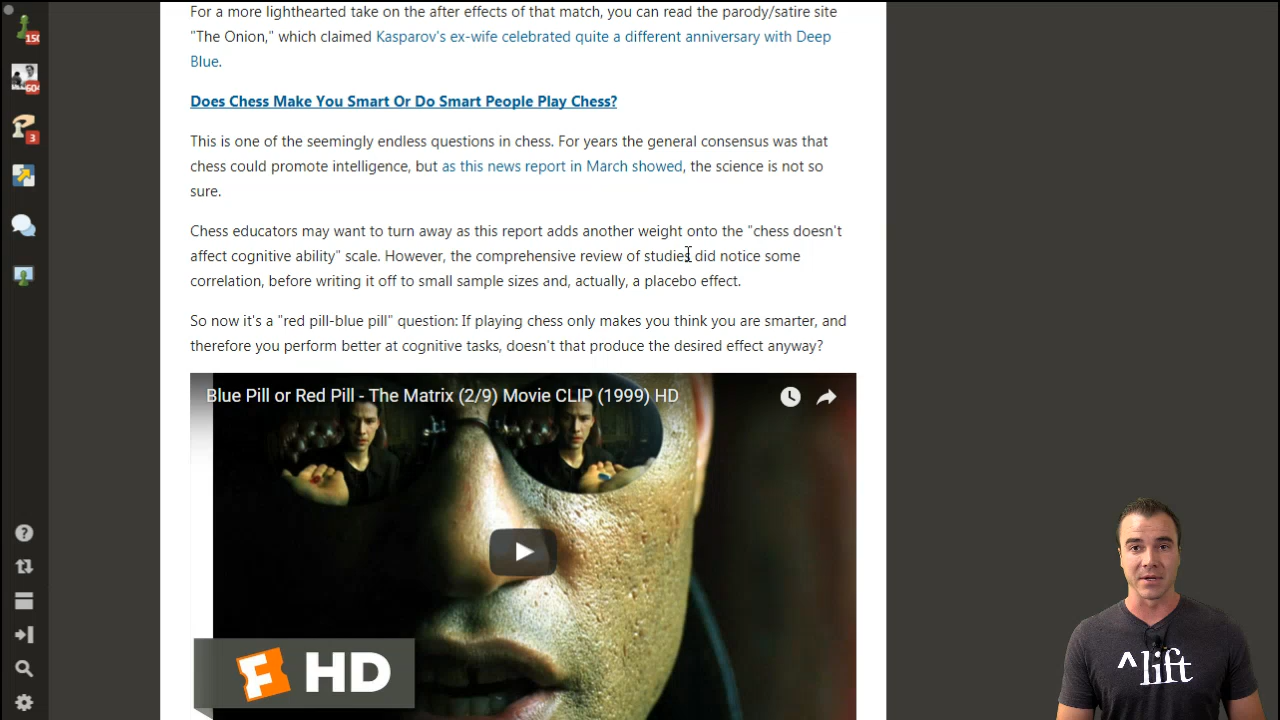 For a more lighthearted take on the after effects of that match, you can read the parody/satire site
"The Onion," which claimed Kasparov's ex-wife celebrated quite a different anniversary with Deep
Blue.
Does Chess Make You Smart Or Do Smart People Play Chess?
This is one of the seemingly endless questions in chess. For years the general consensus was that
chess could promote intelligence, but as this news report in March showed, the science is not so
sure.
Chess educators may want to turn away as this report adds another weight onto the "chess doesn't
affect cognitive ability" scale. However, the comprehensive review of studies did notice some
correlation, before writing it off to small sample sizes and, actually, a placebo effect.
So now it's a "red pill-blue pill" question: If playing chess only makes you think you are smarter, and
therefore you perform better at cognitive tasks, doesn't that produce the desired effect anyway?
Blue Pill or Red Pill - The Matrix (2/9) Movie CLIP (1999) HD
F HD
^lift
150
604
3
?